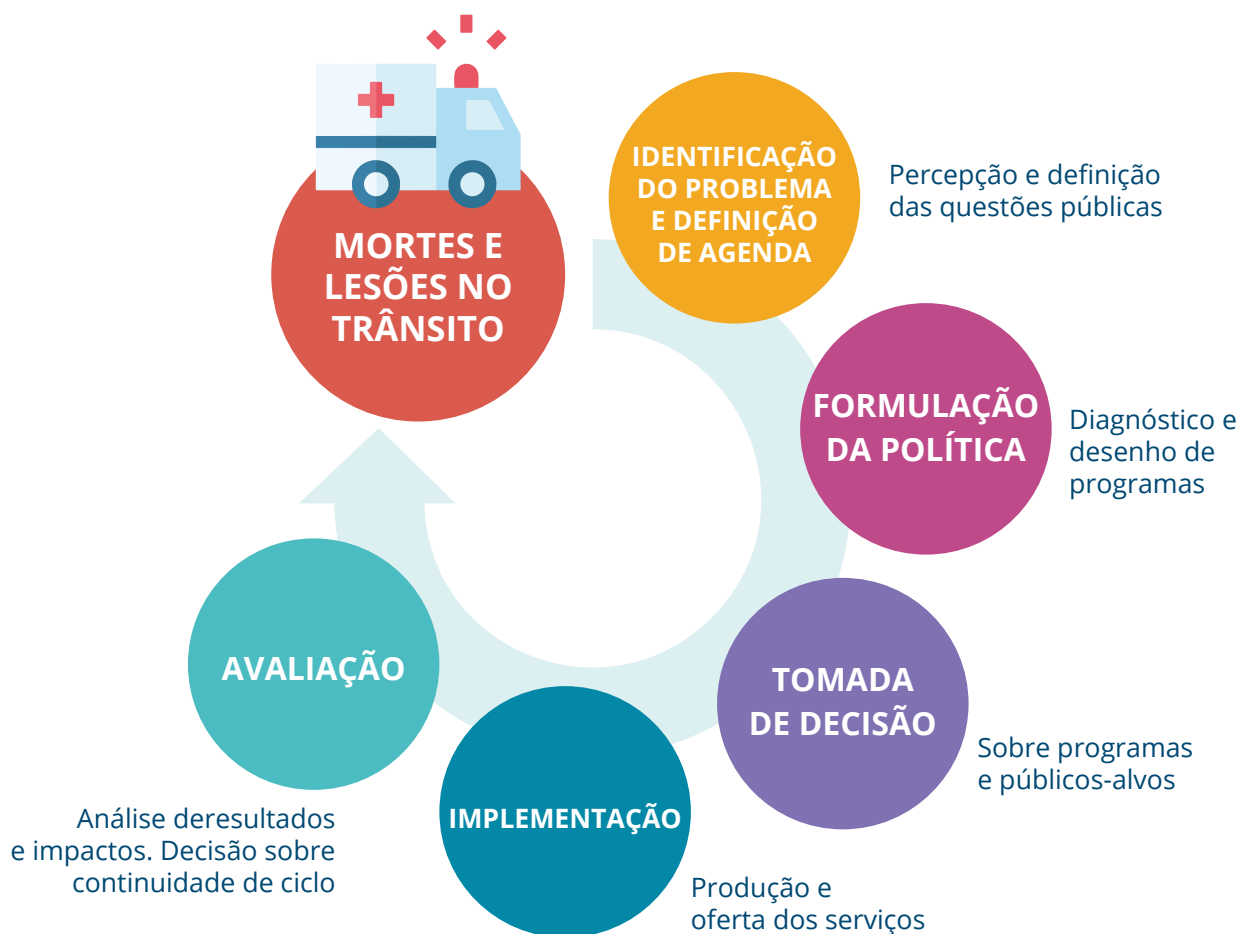 MORTES E
LESÕES NO
TRÂNSITO
IDENTIFICAÇÃO
DO PROBLEMA
E DEFINIÇÃO
DE AGENDA
Percepção e definição
das questões públicas
FORMULAÇÃO
DA POLÍTICA
Diagnóstico e
desenho de
programas
TOMADA
DE DECISÃO
Sobre programas
e públicos-alvos
IMPLEMENTAÇÃO
Produção e
oferta dos serviços
AVALIAÇÃO
Análise deresultados
e impactos. Decisão sobre
continuidade de ciclo